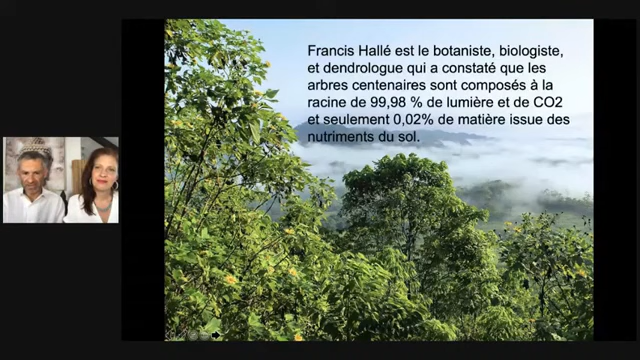 Francis Hallé est le botaniste, biologiste,
et dendrologue qui a constaté que les
arbres centenaires sont composés à la
racine de 99,98 % de lumière et de CO2
et seulement 0,02% de matière issue des
nutriments du sol.